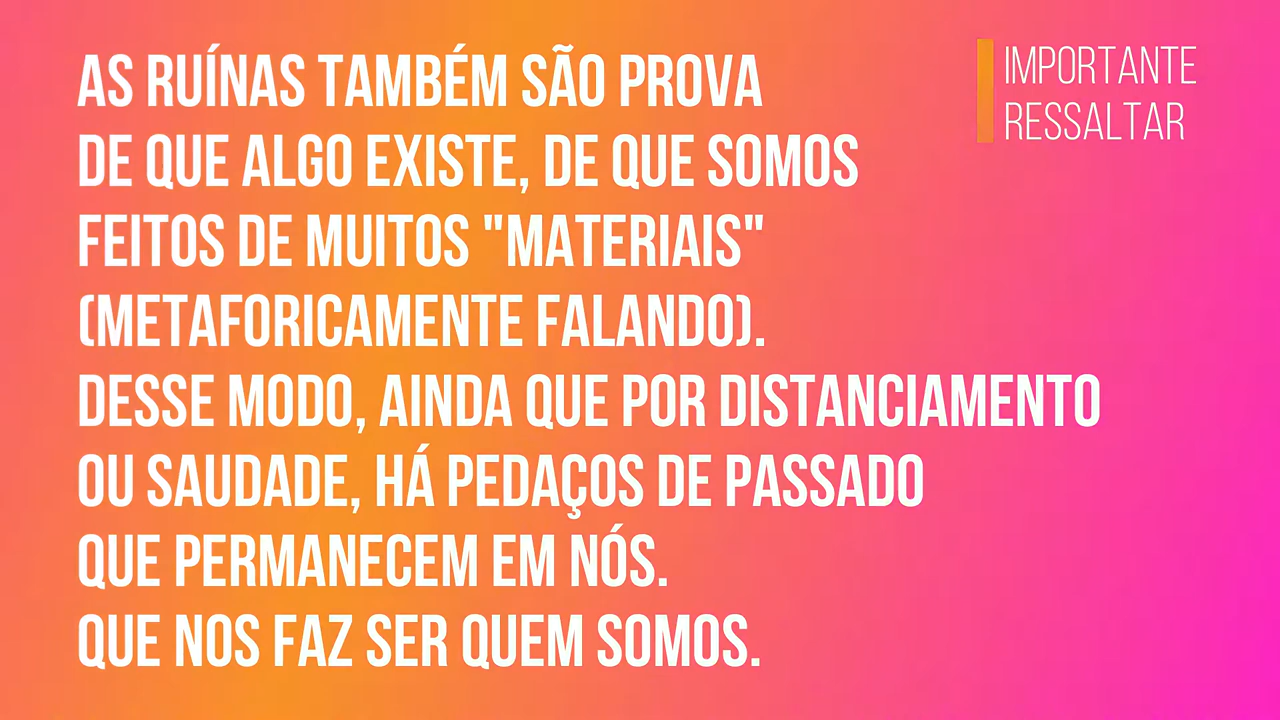 AS RUÍNAS TAMBÉM SÃO PROVA
DE QUE ALGO EXISTE, DE QUE SOMOS
FEITOS DE MUITOS "MATERIAIS"
(METAFORICAMENTE FALANDO).
DESSE MODO, AINDA QUE POR DISTANCIAMENTO
OU SAUDADE, HÁ PEDAÇOS DE PASSADO
QUE PERMANECEM EM NÓS.
QUE NOS FAZ SER QUEM SOMOS.
IMPORTANTE
RESSALTAR